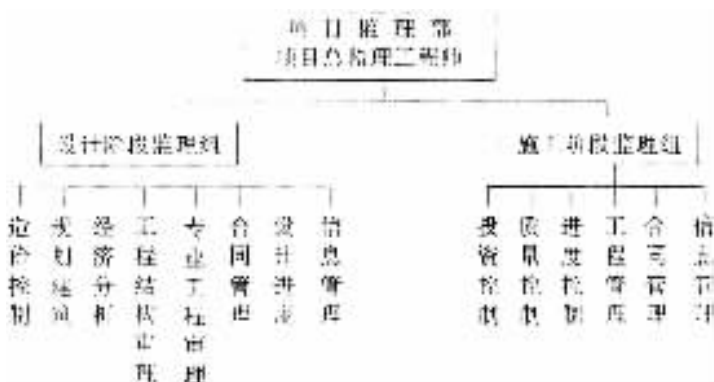 项目监理部
项目总监理工程师
设计阶段监理组
施工阶段监理组
造价控制
规划建筑
经济分析
工程结构审理
专业工程审理
合同管理
设计进度
信息管理
投资控制
质量控制
进度控制
工程管理
合同管理
信息管理